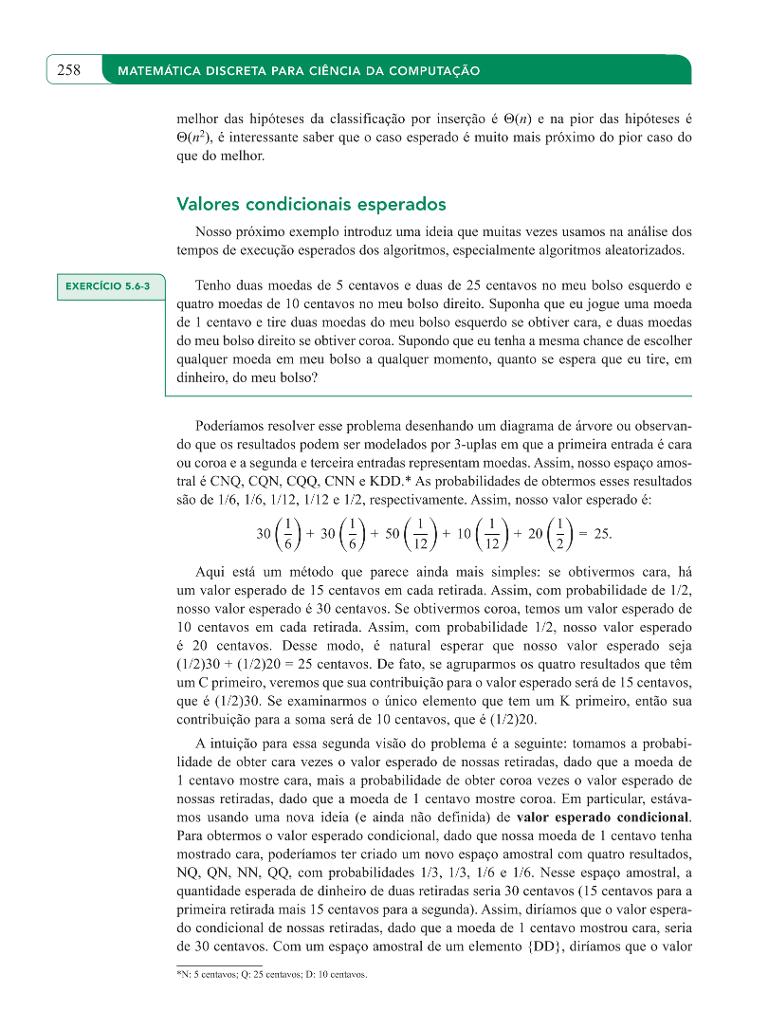 258 MATEMÁTICA DISCRETA PARA CIÊNCIA DA COMPUTAÇÃO
melhor das hipóteses da classificação por inserção é Θ(n) e na pior das hipóteses é
Θ(n²), é interessante saber que o caso esperado é muito mais próximo do pior caso do
que do melhor.
Valores condicionais esperados
Nosso próximo exemplo introduz uma ideia que muitas vezes usamos na análise dos
tempos de execução esperados dos algoritmos, especialmente algoritmos aleatorizados.
EXERCÍCIO 5.6-3
Tenho duas moedas de 5 centavos e duas de 25 centavos no meu bolso esquerdo e
quatro moedas de 10 centavos no meu bolso direito. Suponha que eu jogue uma moeda
de 1 centavo e tire duas moedas do meu bolso esquerdo se obtiver cara, e duas moedas
do meu bolso direito se obtiver coroa. Supondo que eu tenha a mesma chance de escolher
qualquer moeda em meu bolso a qualquer momento, quanto se espera que eu tire, em
dinheiro, do meu bolso?
Poderíamos resolver esse problema desenhando um diagrama de árvore ou observan-
do que os resultados podem ser modelados por 3-uplas em que a primeira entrada é cara
ou coroa e a segunda e terceira entradas representam moedas. Assim, nosso espaço amos-
tral é CNQ, CQN, CQQ, CNN e KDD.* As probabilidades de obtermos esses resultados
são de 1/6, 1/6, 1/12, 1/12 e 1/2, respectivamente. Assim, nosso valor esperado é:
30 (1/6) + 30 (1/6) + 50 (1/12) + 10 (1/12) + 20 (1/2) = 25.
Aqui está um método que parece ainda mais simples: se obtivermos cara, há
um valor esperado de 15 centavos em cada retirada. Assim, com probabilidade de 1/2,
nosso valor esperado é 30 centavos. Se obtivermos coroa, temos um valor esperado de
10 centavos em cada retirada. Assim, com probabilidade 1/2, nosso valor esperado
é 20 centavos. Desse modo, é natural esperar que nosso valor esperado seja
(1/2)30 + (1/2)20 = 25 centavos. De fato, se agruparmos os quatro resultados que têm
um C primeiro, veremos que sua contribuição para o valor esperado será de 15 centavos,
que é (1/2)30. Se examinarmos o único elemento que tem um K primeiro, então sua
contribuição para a soma será de 10 centavos, que é (1/2)20.
A intuição para essa segunda visão do problema é a seguinte: tomamos a probabi-
lidade de obter cara vezes o valor esperado de nossas retiradas, dado que a moeda de
1 centavo mostre cara, mais a probabilidade de obter coroa vezes o valor esperado de
nossas retiradas, dado que a moeda de 1 centavo mostre coroa. Em particular, estáva-
mos usando uma nova ideia (e ainda não definida) de valor esperado condicional.
Para obtermos o valor esperado condicional, dado que nossa moeda de 1 centavo tenha
mostrado cara, poderíamos ter criado um novo espaço amostral com quatro resultados,
NQ, QN, NN, QQ, com probabilidades 1/3, 1/3, 1/6 e 1/6. Nesse espaço amostral, a
quantidade esperada de dinheiro de duas retiradas seria 30 centavos (15 centavos para a
primeira retirada mais 15 centavos para a segunda). Assim, diríamos que o valor espera-
do condicional de nossas retiradas, dado que a moeda de 1 centavo mostrou cara, seria
de 30 centavos. Com um espaço amostral de um elemento {DD}, diríamos que o valor
*N: 5 centavos; Q: 25 centavos; D: 10 centavos.